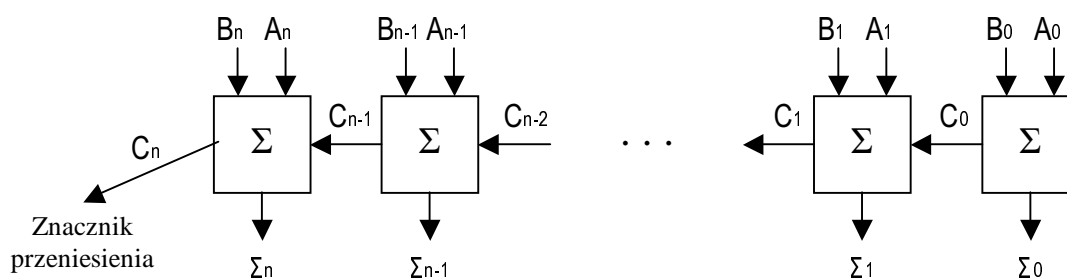 Bn An Bn-1 An-1 B1 A1 B0 A0
Cn Σ Cn-1 Σ Cn-2 . . . C1 Σ C0 Σ
Znacznik
przeniesienia
Σn Σn-1 Σ1 Σ0